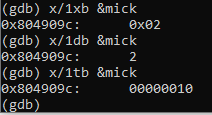 (gdb) x/1xb &mick
0x804909c:      0x02
(gdb) x/1db &mick
0x804909c:      2
(gdb) x/1tb &mick
0x804909c:      00000010
(gdb)